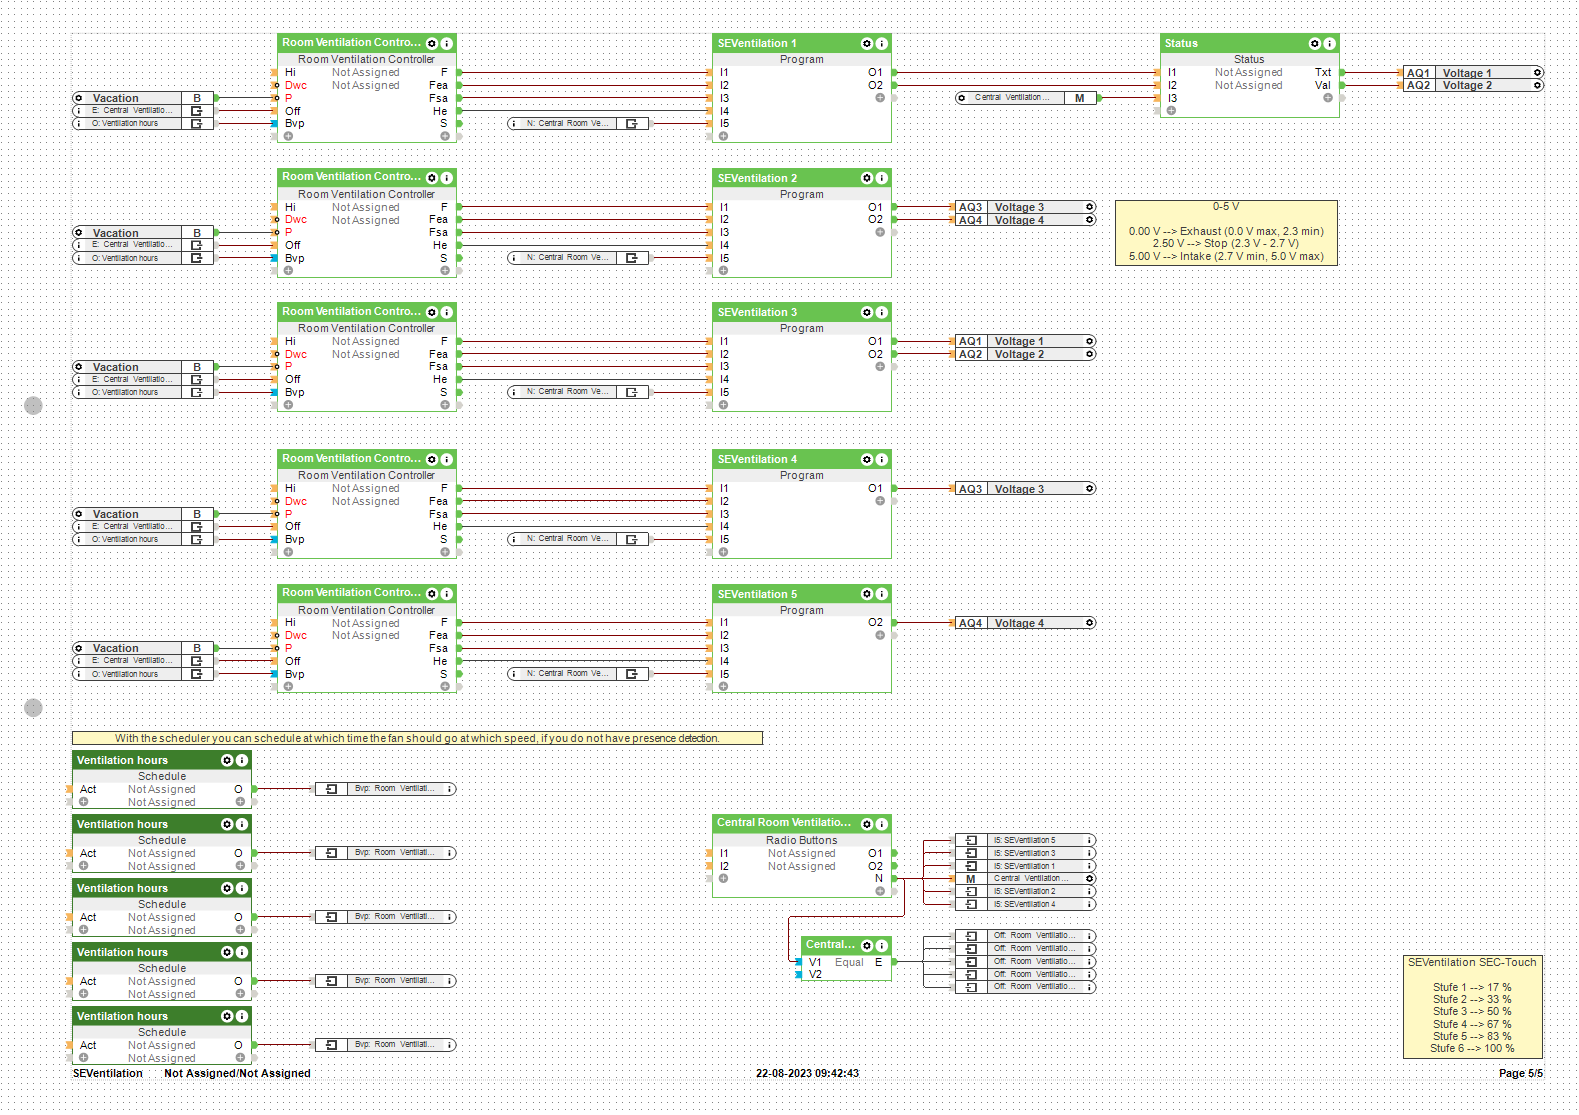 Room Ventilation Contro...
Room Ventilation Controller
Hi Not Assigned F
Dwc Not Assigned Fea
P Fsa
Off He
Bvp S
Vacation B
E: Central Ventilatio...
O: Ventilation hours
N: Central Room Ve...
SEVentilation 1
Program
I1 O1
I2 O2
I3
I4
I5
Central Ventilation... M
Status
Status
I1 Not Assigned Txt
I2 Not Assigned Val
I3
AQ1 Voltage 1
AQ2 Voltage 2
Room Ventilation Contro...
Room Ventilation Controller
Hi Not Assigned F
Dwc Not Assigned Fea
P Fsa
Off He
Bvp S
Vacation B
E: Central Ventilatio...
O: Ventilation hours
N: Central Room Ve...
SEVentilation 2
Program
I1 O1
I2 O2
I3
I4
I5
AQ3 Voltage 3
AQ4 Voltage 4
0-5 V
0.00 V --> Exhaust (0.0 V max, 2.3 min)
2.50 V --> Stop (2.3 V - 2.7 V)
5.00 V --> Intake (2.7 V min, 5.0 V max)
Room Ventilation Contro...
Room Ventilation Controller
Hi Not Assigned F
Dwc Not Assigned Fea
P Fsa
Off He
Bvp S
Vacation B
E: Central Ventilatio...
O: Ventilation hours
N: Central Room Ve...
SEVentilation 3
Program
I1 O1
I2 O2
I3
I4
I5
AQ1 Voltage 1
AQ2 Voltage 2
Room Ventilation Contro...
Room Ventilation Controller
Hi Not Assigned F
Dwc Not Assigned Fea
P Fsa
Off He
Bvp S
Vacation B
E: Central Ventilatio...
O: Ventilation hours
N: Central Room Ve...
SEVentilation 4
Program
I1 O1
I2
I3
I4
I5
AQ3 Voltage 3
Room Ventilation Contro...
Room Ventilation Controller
Hi Not Assigned F
Dwc Not Assigned Fea
P Fsa
Off He
Bvp S
Vacation B
E: Central Ventilatio...
O: Ventilation hours
N: Central Room Ve...
SEVentilation 5
Program
I1 O2
I2
I3
I4
I5
AQ4 Voltage 4
With the scheduler you can schedule at which time the fan should go at which speed, if you do not have presence detection.
Ventilation hours
Schedule
Act Not Assigned O
Not Assigned
Bvp: Room Ventilati...
Ventilation hours
Schedule
Act Not Assigned O
Not Assigned
Bvp: Room Ventilati...
Ventilation hours
Schedule
Act Not Assigned O
Not Assigned
Bvp: Room Ventilati...
Ventilation hours
Schedule
Act Not Assigned O
Not Assigned
Bvp: Room Ventilati...
Ventilation hours
Schedule
Act Not Assigned O
Not Assigned
Bvp: Room Ventilati...
Central Room Ventilatio...
Radio Buttons
I1 Not Assigned O1
I2 Not Assigned O2
N
I5: SEVentilation 5
I5: SEVentilation 3
I5: SEVentilation 1
M Central Ventilation...
I5: SEVentilation 2
I5: SEVentilation 4
Central...
V1 Equal E
V2
Off: Room Ventilatio...
Off: Room Ventilatio...
Off: Room Ventilatio...
Off: Room Ventilatio...
Off: Room Ventilatio...
SEVentilation SEC-Touch
Stufe 1 --> 17 %
Stufe 2 --> 33 %
Stufe 3 --> 50 %
Stufe 4 --> 67 %
Stufe 5 --> 83 %
Stufe 6 --> 100 %
SEVentilation Not Assigned/Not Assigned 22-08-2023 09:42:43 Page 5/5